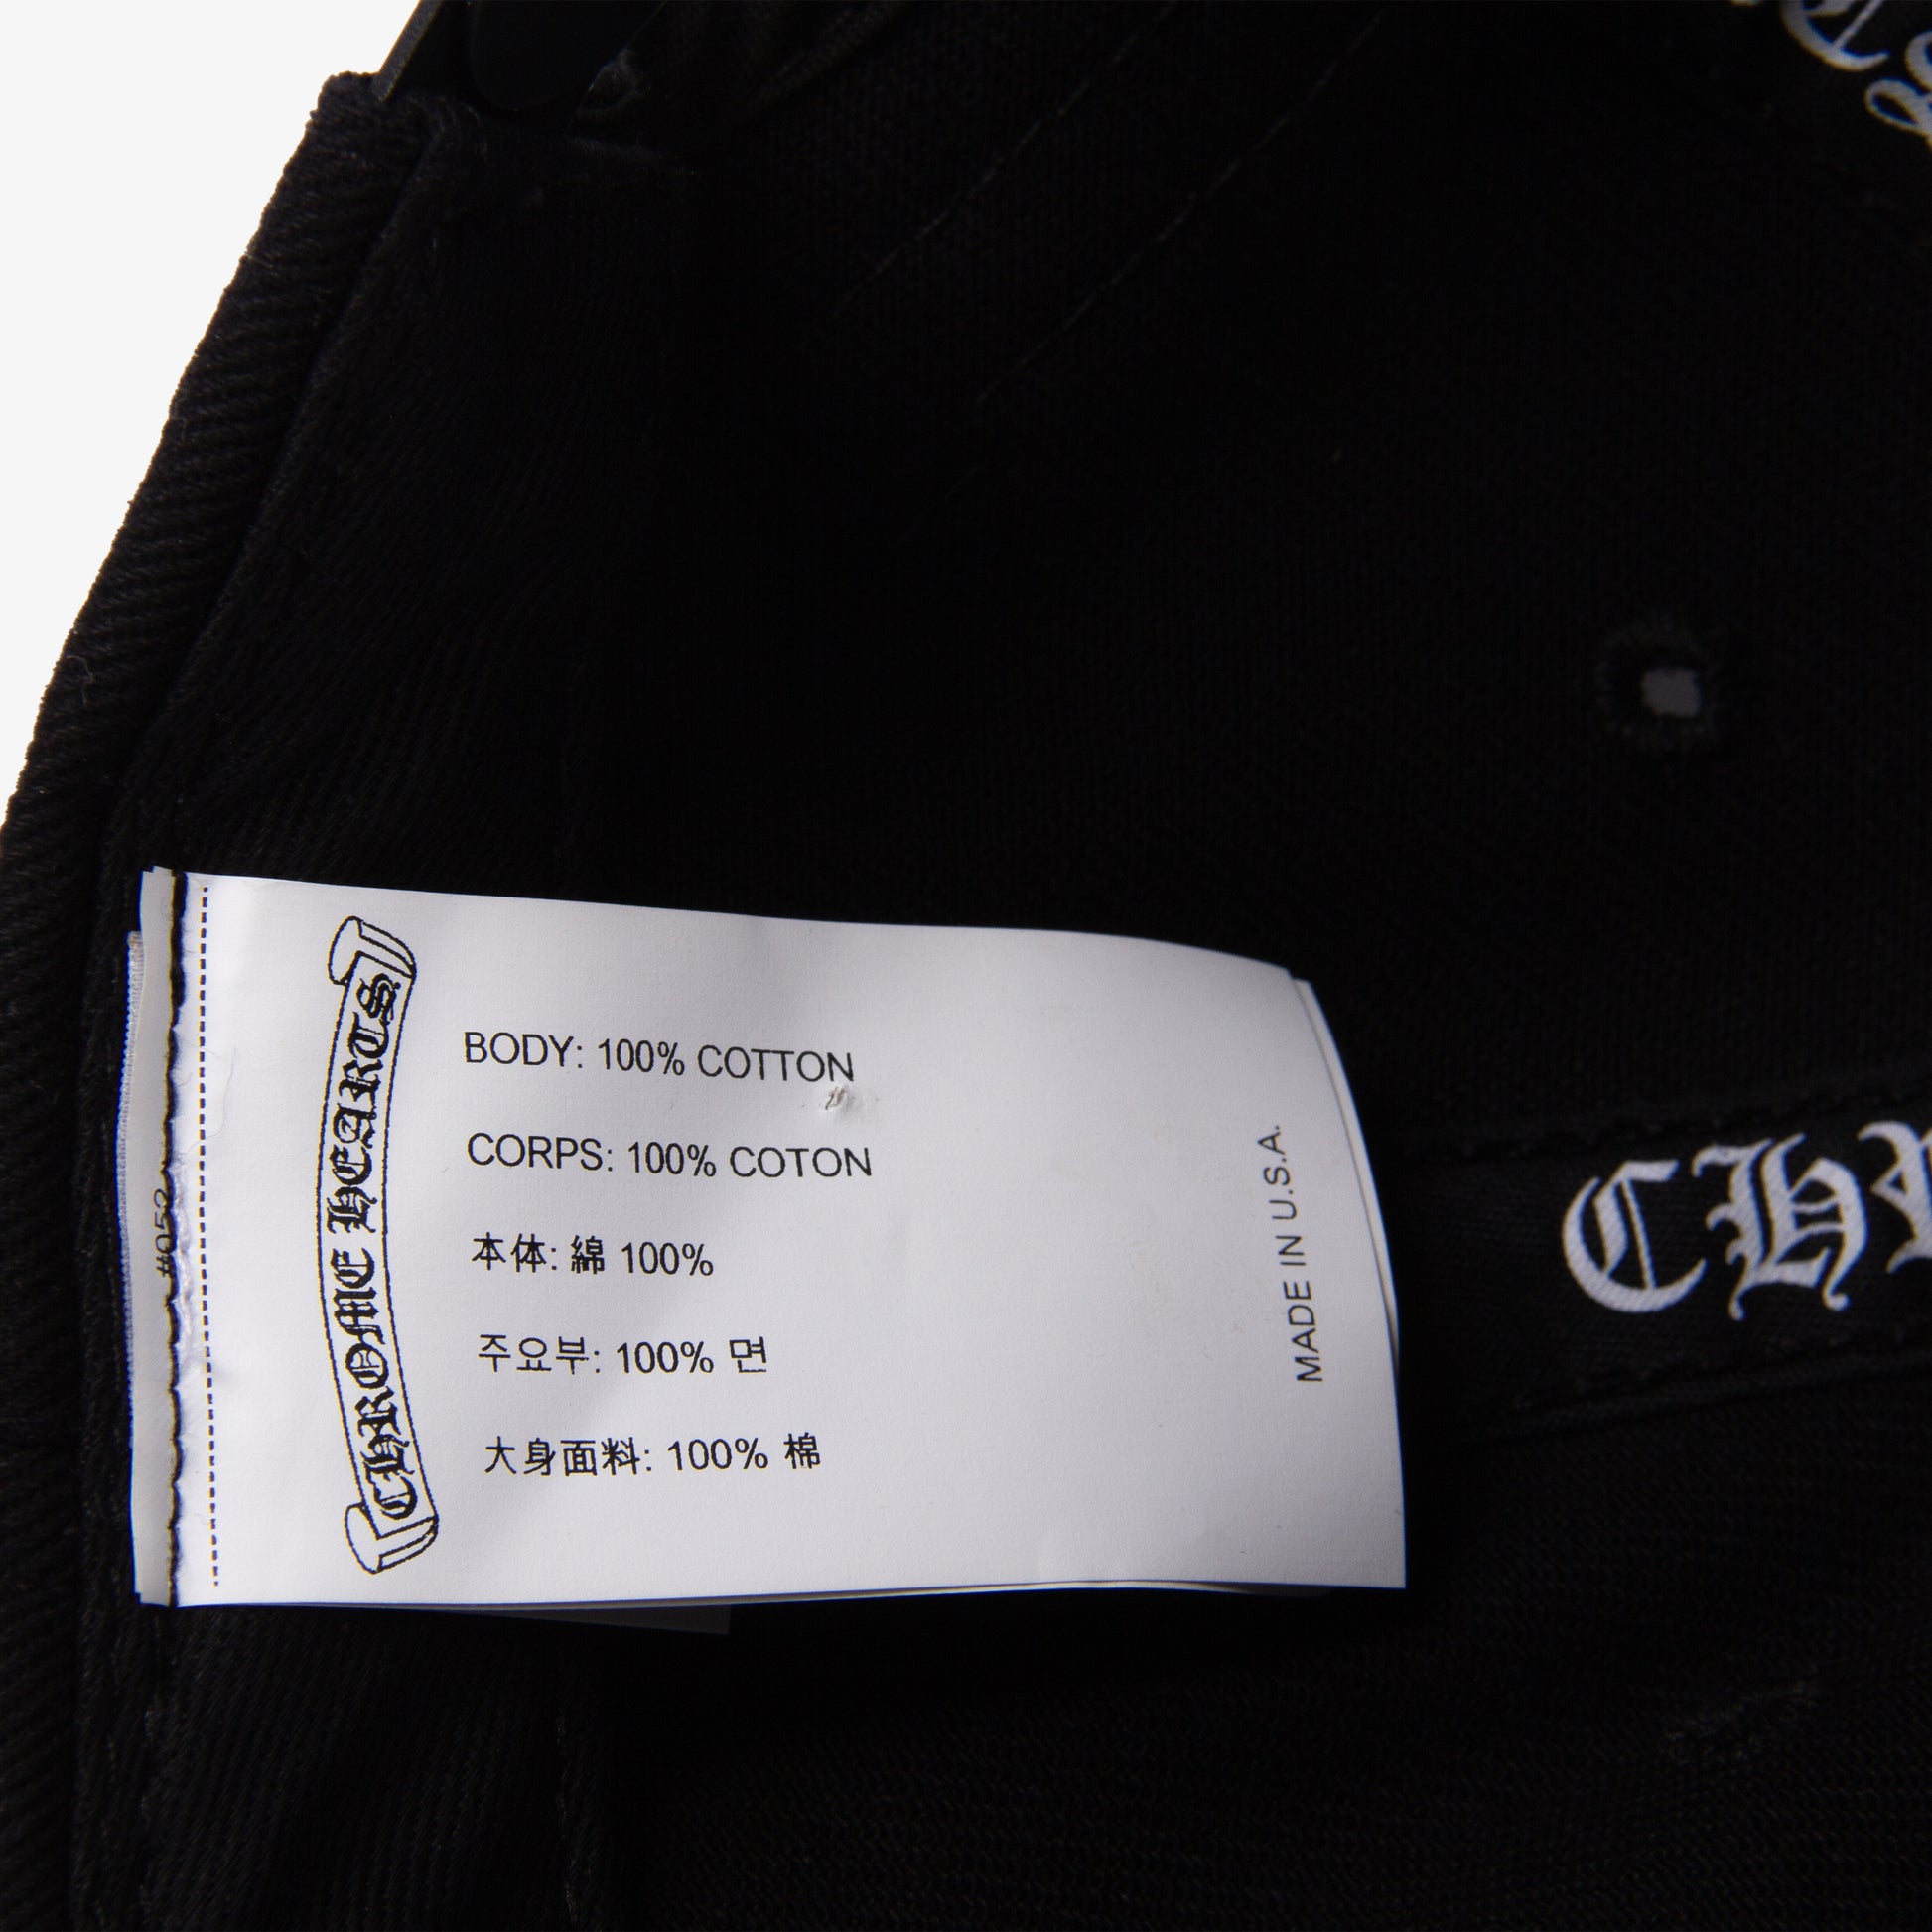 CHROME HEARTS
BODY: 100% COTTON
CORPS: 100% COTON
本体: 綿 100%
주요부: 100% 면
大身面料: 100% 棉
MADE IN U.S.A.
#052